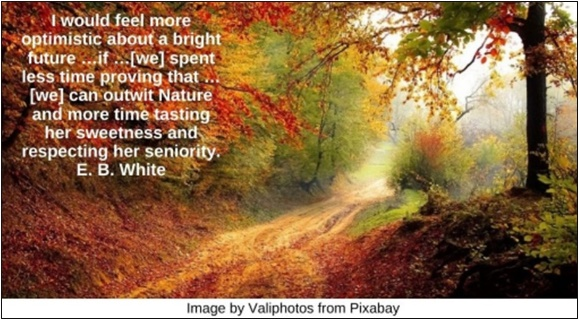 I would feel more
optimistic about a bright
future ...if ...[we] spent
less time proving that ...
[we] can outwit Nature
and more time tasting
her sweetness and
respecting her seniority.
E. B. White
Image by Valiphotos from Pixabay